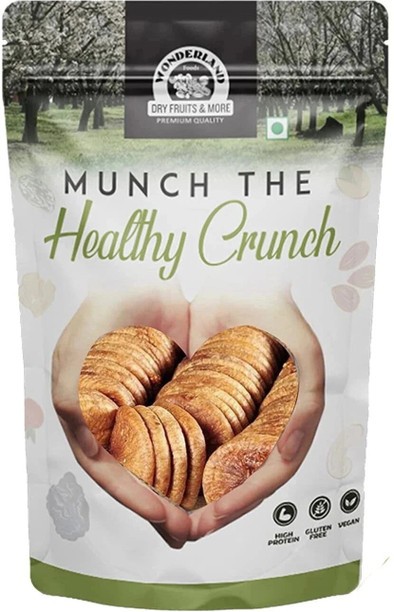 WONDERLAND
Foods
DRY FRUITS & MORE
PREMIUM QUALITY
MUNCH THE
Healthy Crunch
HIGH
PROTEIN
GLUTEN
FREE
VEGAN